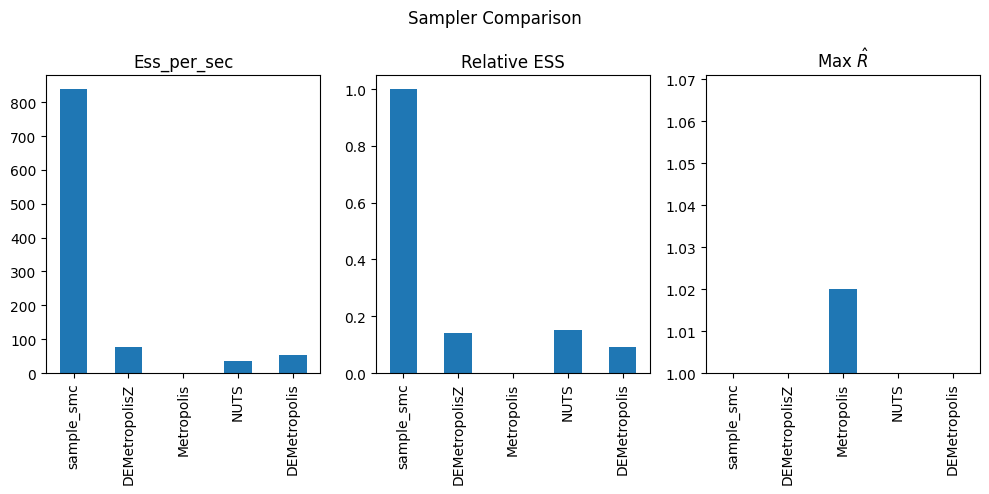 Sampler Comparison
Ess_per_sec
800
700
600
500
400
300
200
100
0
sample_smc
DEMetropolisZ
Metropolis
NUTS
DEMetropolis
Relative ESS
1.0
0.8
0.6
0.4
0.2
0.0
sample_smc
DEMetropolisZ
Metropolis
NUTS
DEMetropolis
Max R̂
1.07
1.06
1.05
1.04
1.03
1.02
1.01
1.00
sample_smc
DEMetropolisZ
Metropolis
NUTS
DEMetropolis